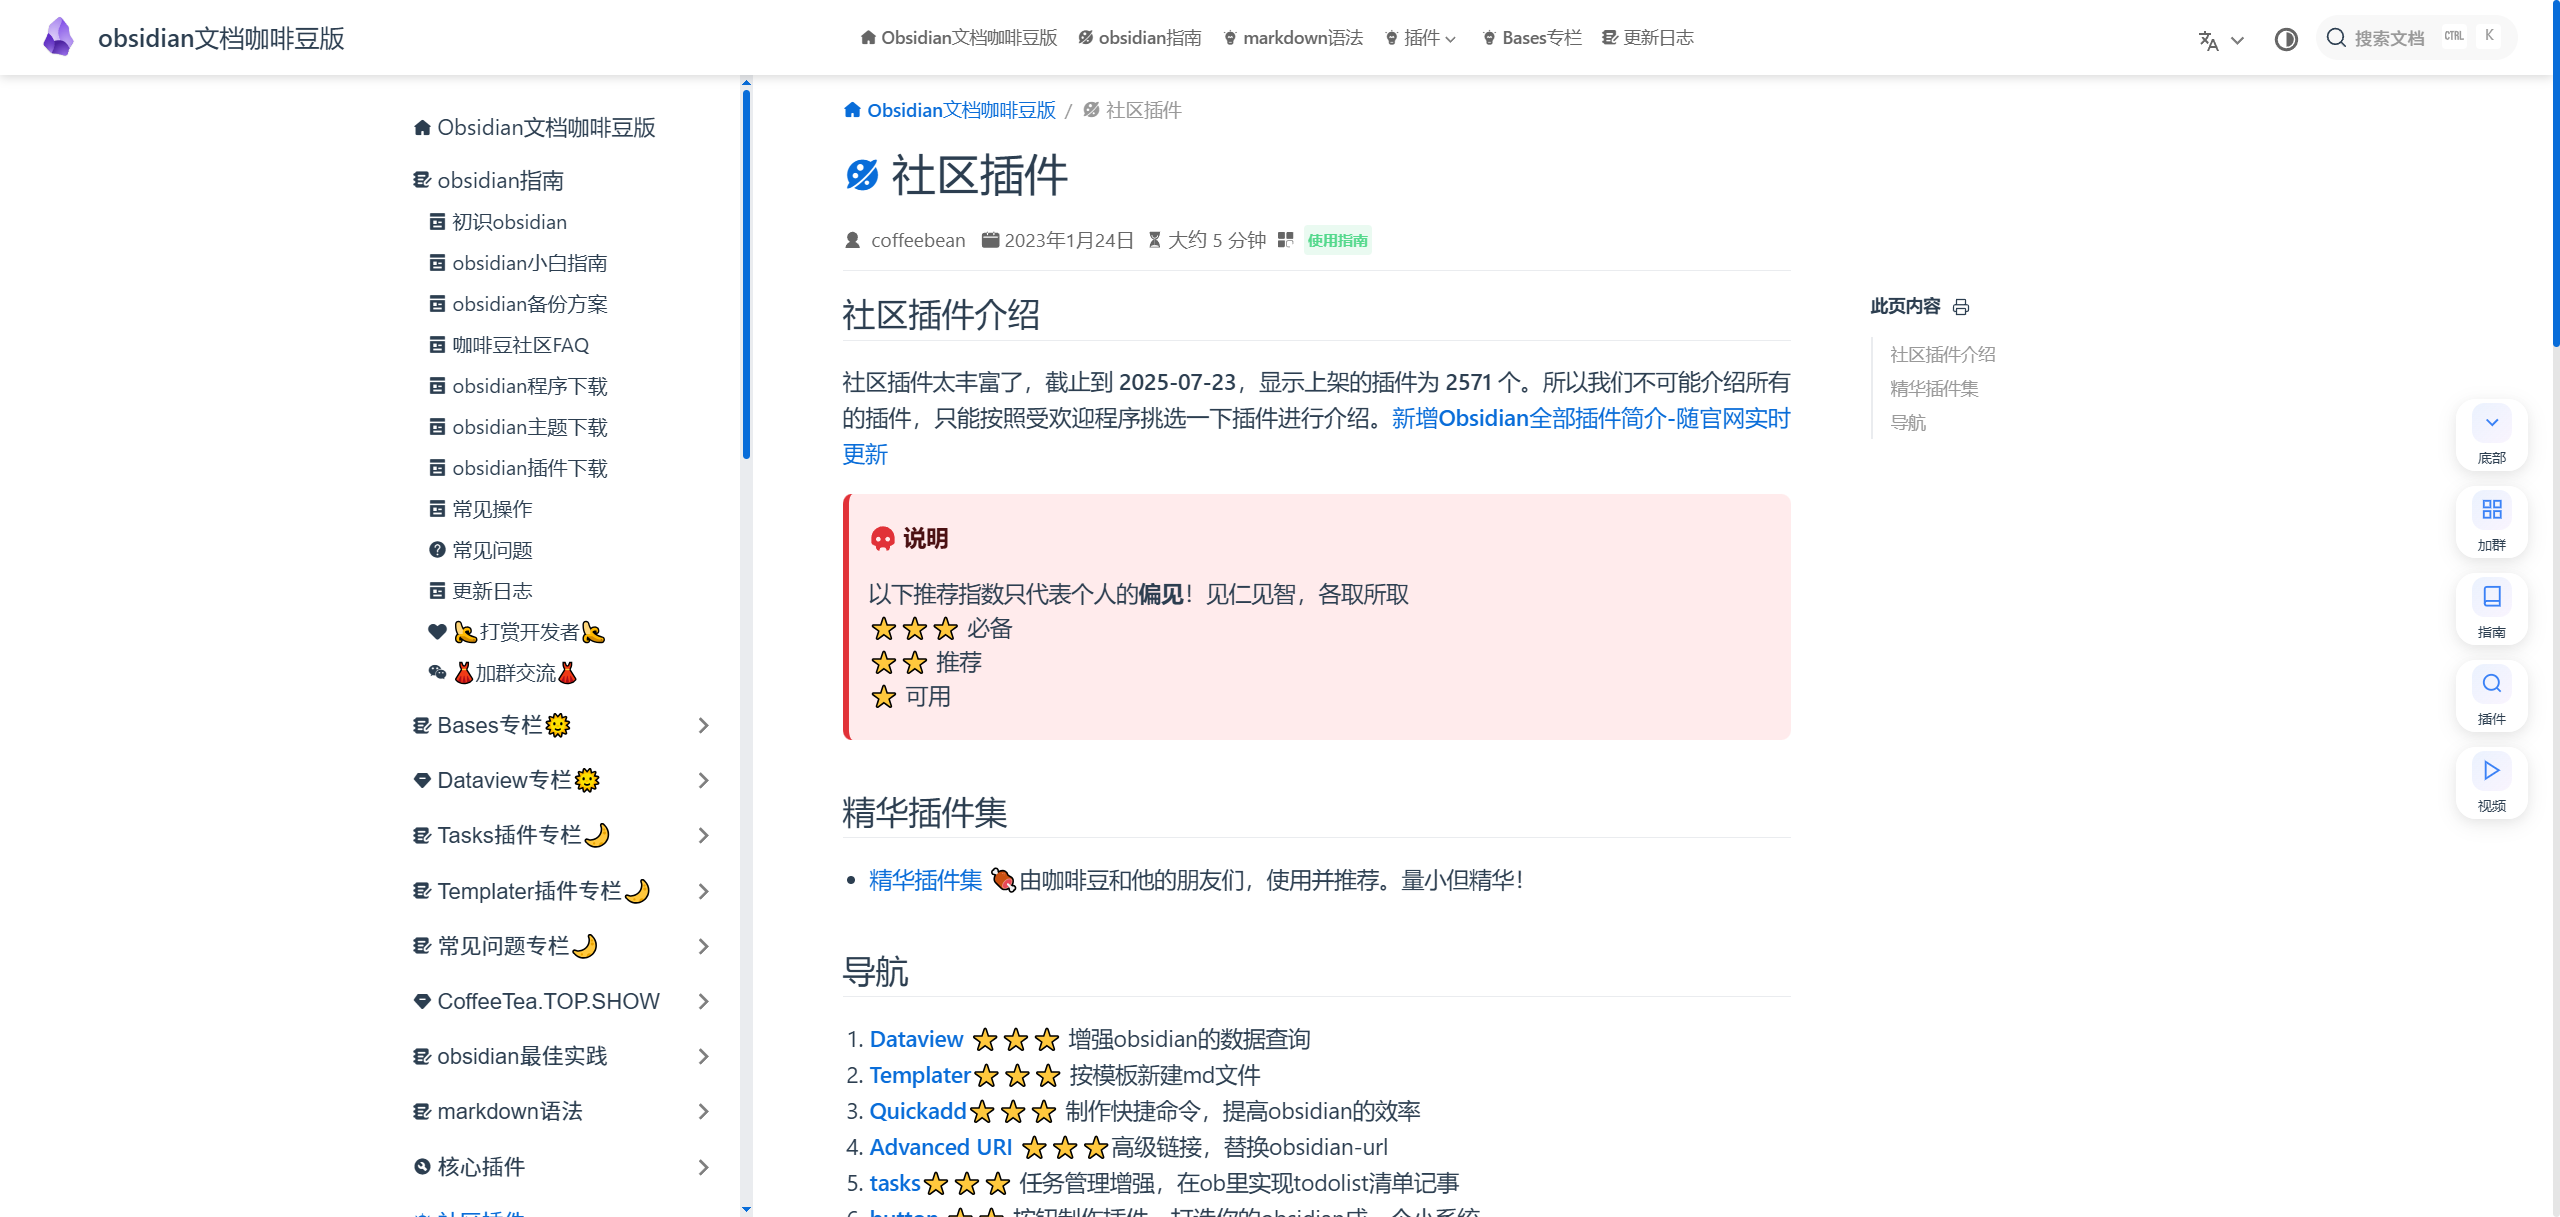 obsidian文档咖啡豆版
Obsidian文档咖啡豆版
obsidian指南
markdown语法
插件
Bases专栏
更新日志
搜索文档
CTRL
K
Obsidian文档咖啡豆版
obsidian指南
初识obsidian
obsidian小白指南
obsidian备份方案
咖啡豆社区FAQ
obsidian程序下载
obsidian主题下载
obsidian插件下载
常见操作
常见问题
更新日志
打赏开发者
加群交流
Bases专栏🌞
Dataview专栏🌞
Tasks插件专栏🌙
Templater插件专栏🌙
常见问题专栏🌙
CoffeeTea.TOP.SHOW
obsidian最佳实践
markdown语法
核心插件
社区插件
Obsidian文档咖啡豆版 / 社区插件
社区插件
coffeebean 2023年1月24日 大约 5 分钟 使用指南
社区插件介绍
社区插件太丰富了，截止到 2025-07-23，显示上架的插件为 2571 个。所以我们不可能介绍所有
的插件，只能按照受欢迎程序挑选一下插件进行介绍。新增Obsidian全部插件简介-随官网实时
更新
说明
以下推荐指数只代表个人的偏见！见仁见智，各取所取
⭐⭐⭐ 必备
⭐⭐ 推荐
⭐ 可用
精华插件集
• 精华插件集 🍖由咖啡豆和他的朋友们，使用并推荐。量小但精华！
导航
1. Dataview ⭐⭐⭐ 增强obsidian的数据查询
2. Templater⭐⭐⭐ 按模板新建md文件
3. Quickadd⭐⭐⭐ 制作快捷命令，提高obsidian的效率
4. Advanced URI ⭐⭐⭐高级链接，替换obsidian-url
5. tasks⭐⭐⭐ 任务管理增强，在ob里实现todolist清单记事
6. button ⭐⭐ 按钮制作插件，打造你的obsidian成一个小系统
此页内容
社区插件介绍
精华插件集
导航
底部
加群
指南
插件
视频